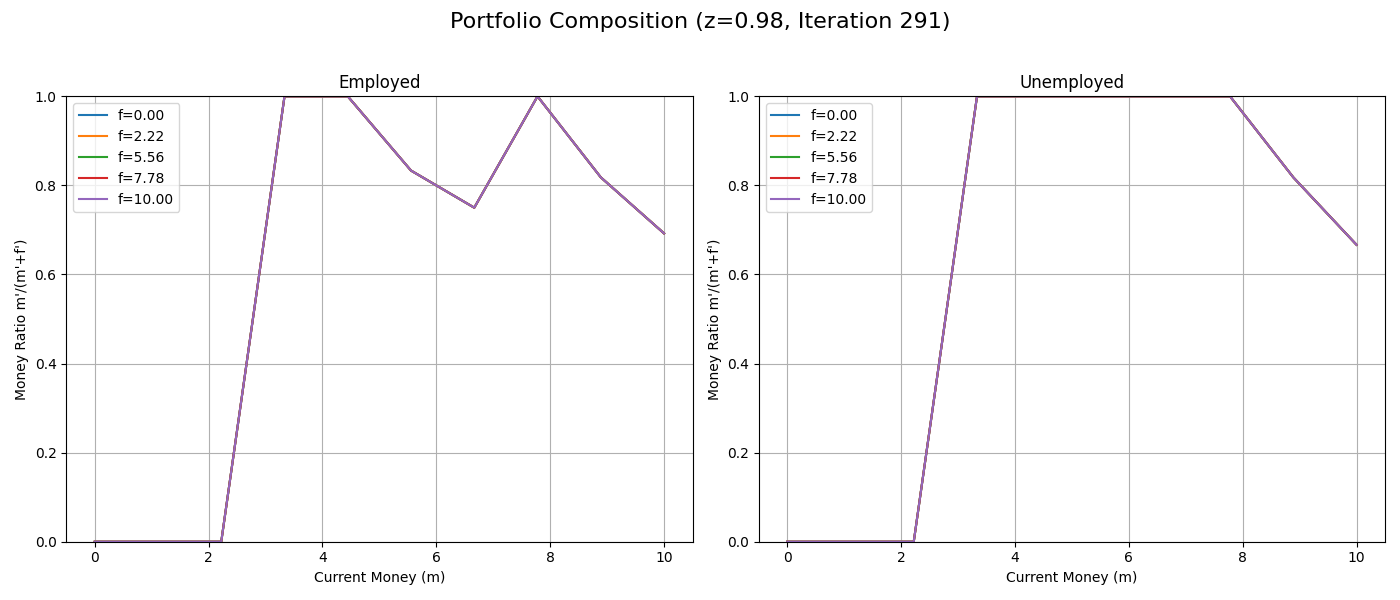 Portfolio Composition (z=0.98, Iteration 291)
Employed
1.0
0.8
0.6
0.4
0.2
0.0
Money Ratio m'/(m'+f')
f=0.00
f=2.22
f=5.56
f=7.78
f=10.00
0
2
4
6
8
10
Current Money (m)
Unemployed
1.0
0.8
0.6
0.4
0.2
0.0
Money Ratio m'/(m'+f')
f=0.00
f=2.22
f=5.56
f=7.78
f=10.00
0
2
4
6
8
10
Current Money (m)